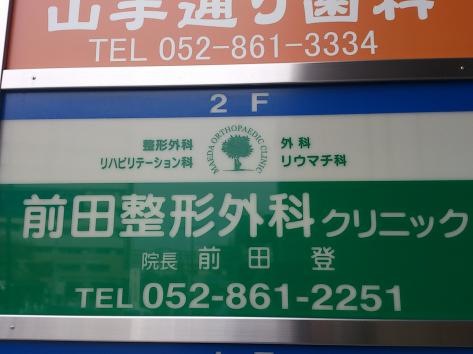 山手通り歯科
TEL 052-861-3334
2F
整形外科
リハビリテーション科
MAEDA ORTHOPAEDIC CLINIC
外科
リウマチ科
前田整形外科クリニック
院長 前田 登
TEL 052-861-2251